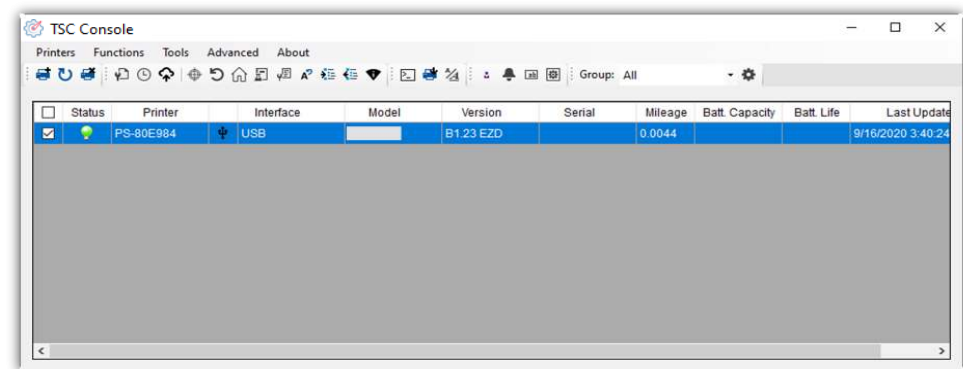 TSC Console
Printers Functions Tools Advanced About
Group: All
Status Printer Interface Model Version Serial Mileage Batt. Capacity Batt. Life Last Update
PS-80E984 USB B1.23 EZD 0.0044 9/16/2020 3:40:24